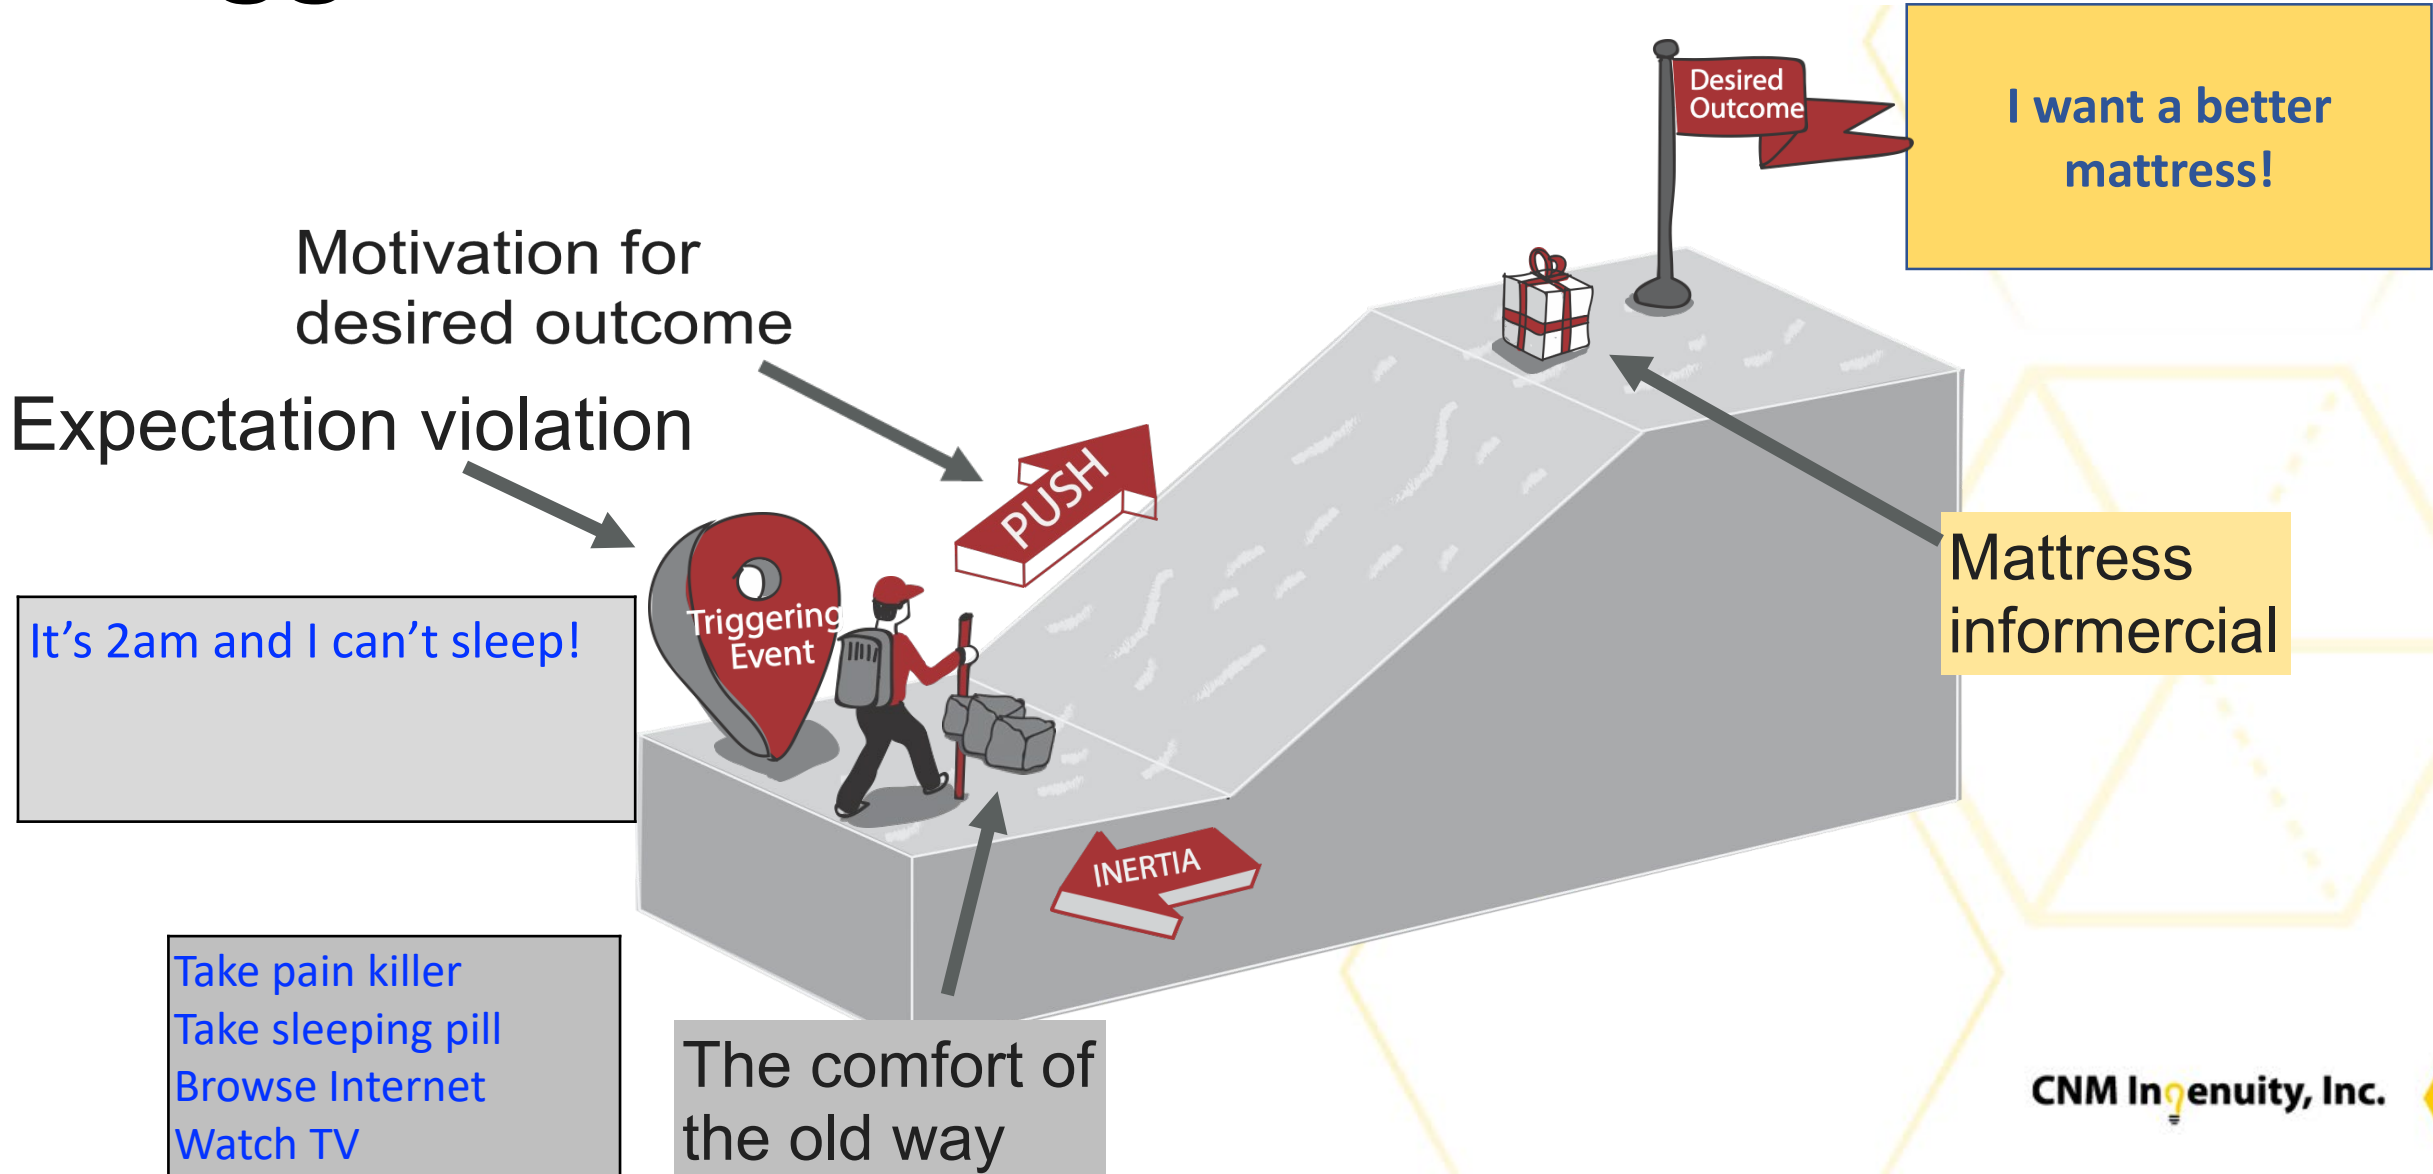 Desired
Outcome
I want a better
mattress!
Motivation for
desired outcome
Expectation violation
PUSH
Triggering
Event
It’s 2am and I can’t sleep!
Mattress
informercial
INERTIA
Take pain killer
Take sleeping pill
Browse Internet
Watch TV
The comfort of
the old way
CNM Ingenuity, Inc.